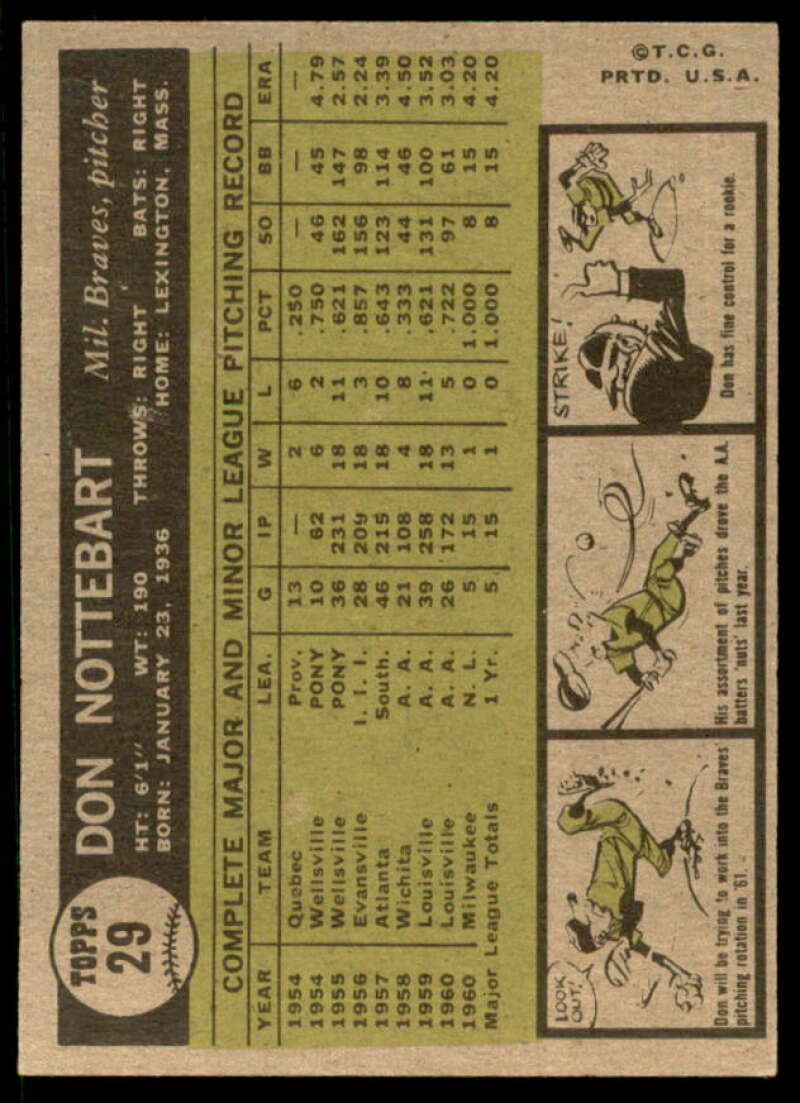 TOPPS
29
DON NOTTEBART Mil. Braves, pitcher
HT: 6'1" WT: 190 THROWS: RIGHT BATS: RIGHT
BORN: JANUARY 23, 1936 HOME: LEXINGTON, MASS.
COMPLETE MAJOR AND MINOR LEAGUE PITCHING RECORD
YEAR TEAM LEA. G IP W L PCT SO BB ERA
1954 Quebec Prov. 13 — 2 6 .250 — — —
1954 Wellsville PONY 10 62 6 2 .750 46 45 4.79
1955 Wellsville PONY 36 231 18 11 .621 162 147 2.57
1956 Evansville I. I. I. 28 209 18 3 .857 156 98 2.24
1957 Atlanta South. 46 215 18 10 .643 123 114 3.39
1958 Wichita A. A. 21 108 4 8 .333 44 46 4.50
1959 Louisville A. A. 39 258 18 11 .621 131 100 3.52
1960 Louisville A. A. 26 172 13 5 .722 97 61 3.03
1960 Milwaukee N. L. 5 15 1 0 1.000 8 15 4.20
Major League Totals 1 Yr. 5 15 1 0 1.000 8 15 4.20
LOOK
OUT!
Don will be trying to work into the Braves'
pitching rotation in '61.
His assortment of pitches drove the A.A.
batters 'nuts' last year.
STRIKE!
Don has fine control for a rookie.
©T.C.G.
PRTD. U.S.A.